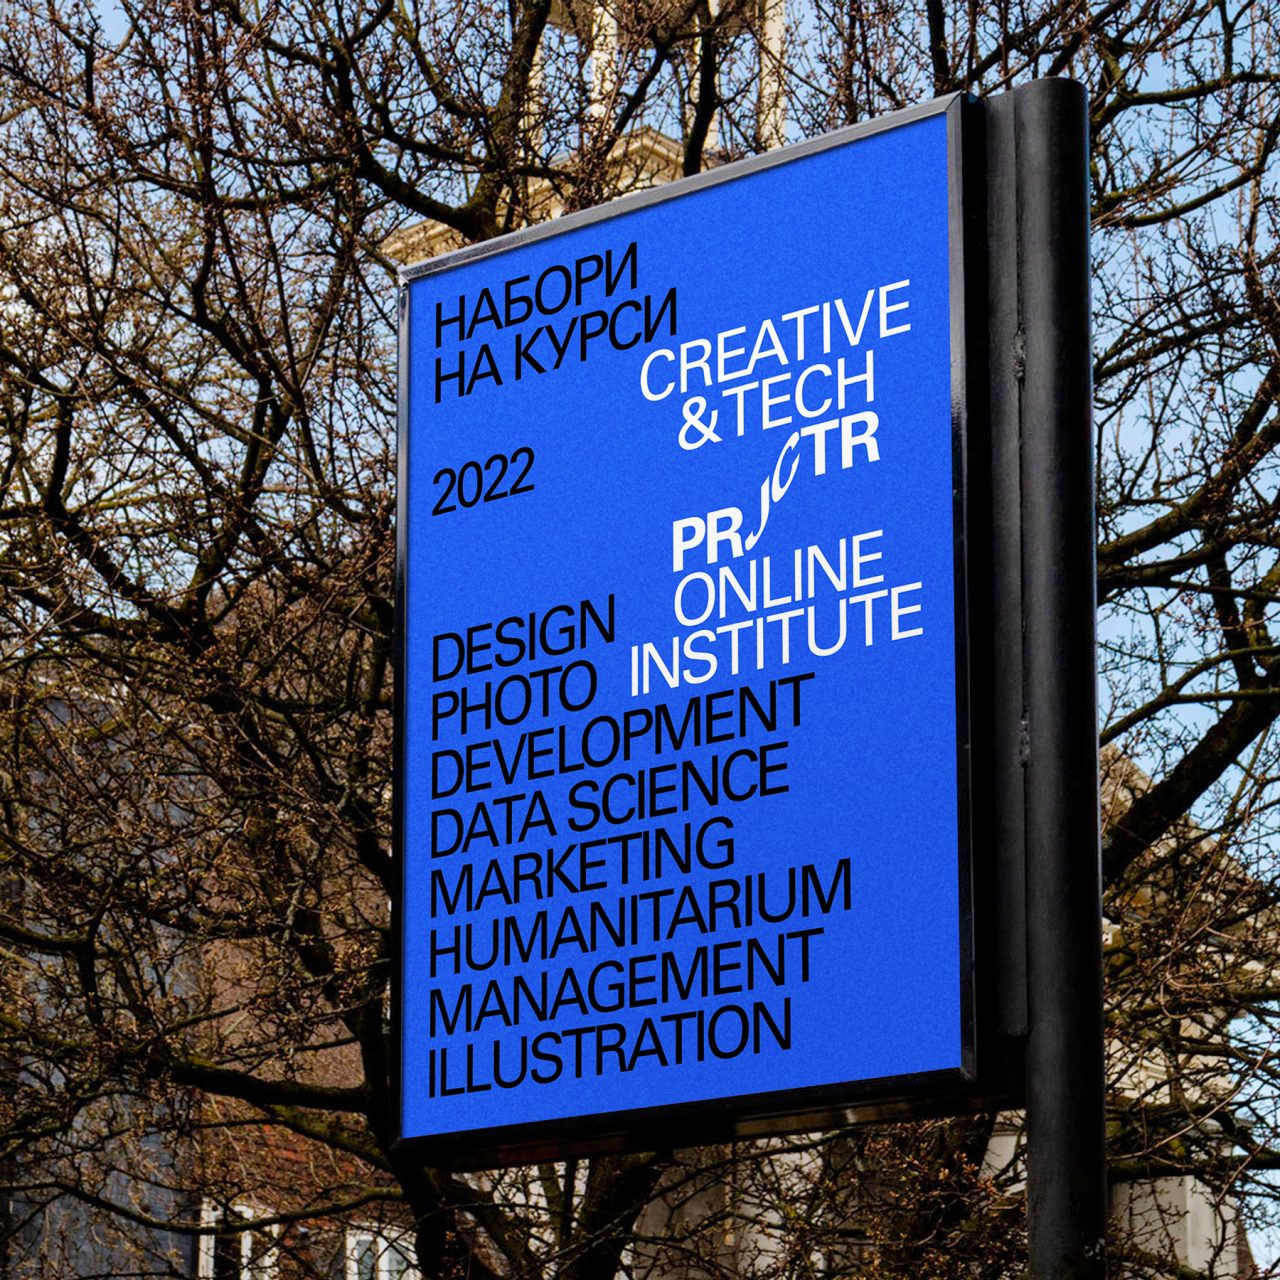 НАБОРИ
НА КУРСИ
2022
CREATIVE
&TECH
PRJCTR
ONLINE
INSTITUTE
DESIGN
PHOTO
DEVELOPMENT
DATA SCIENCE
MARKETING
HUMANITARIUM
MANAGEMENT
ILLUSTRATION